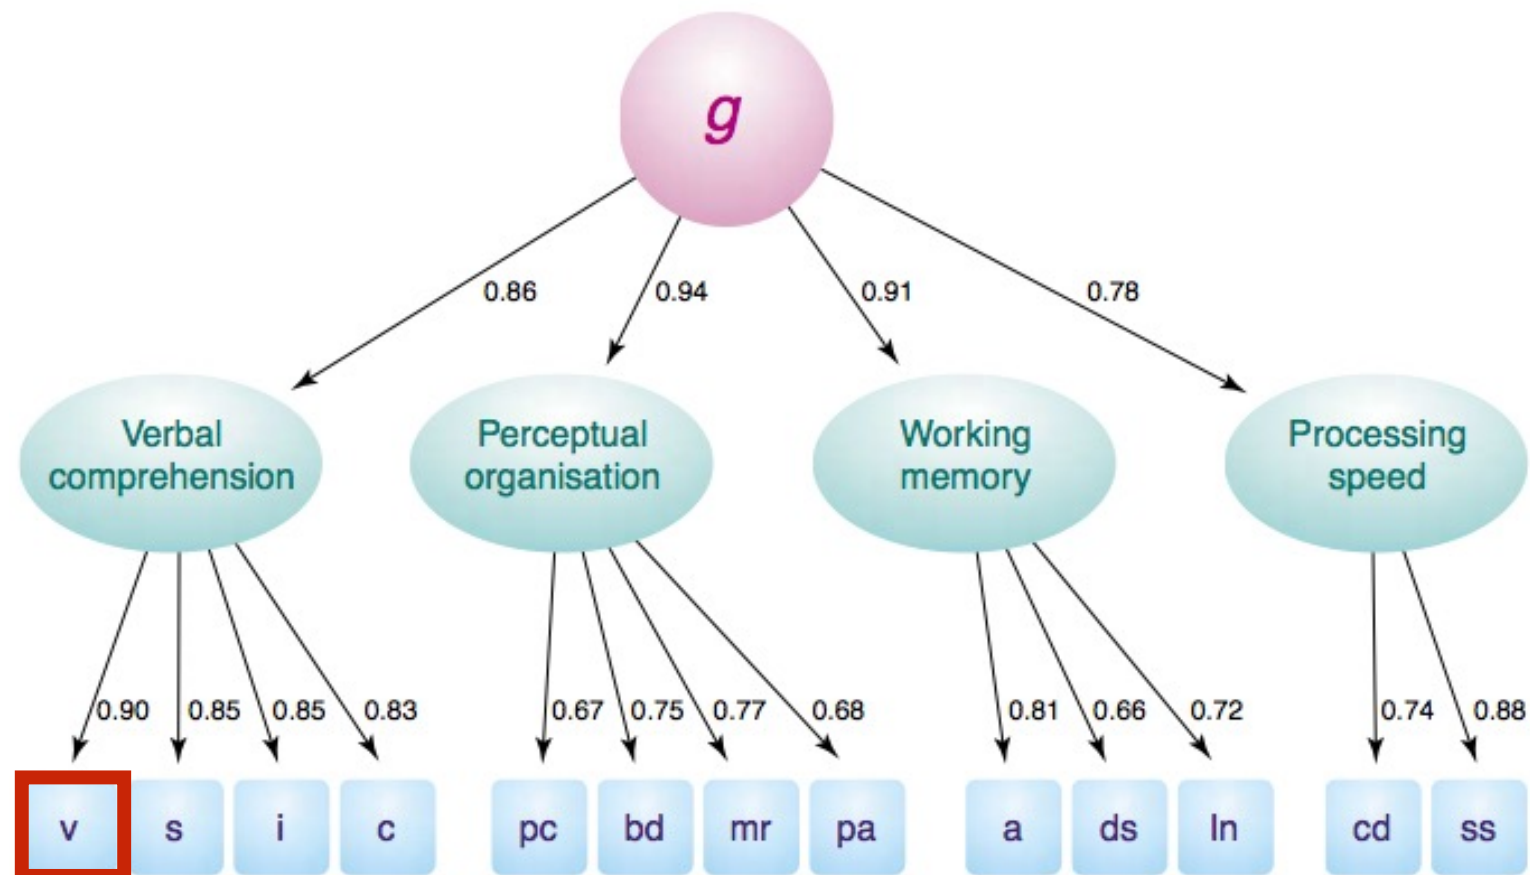 g
0.86 0.94 0.91 0.78
Verbal
comprehension
Perceptual
organisation
Working
memory
Processing
speed
0.90 0.85 0.85 0.83 0.67 0.75 0.77 0.68 0.81 0.66 0.72 0.74 0.88
v s i c pc bd mr pa a ds ln cd ss